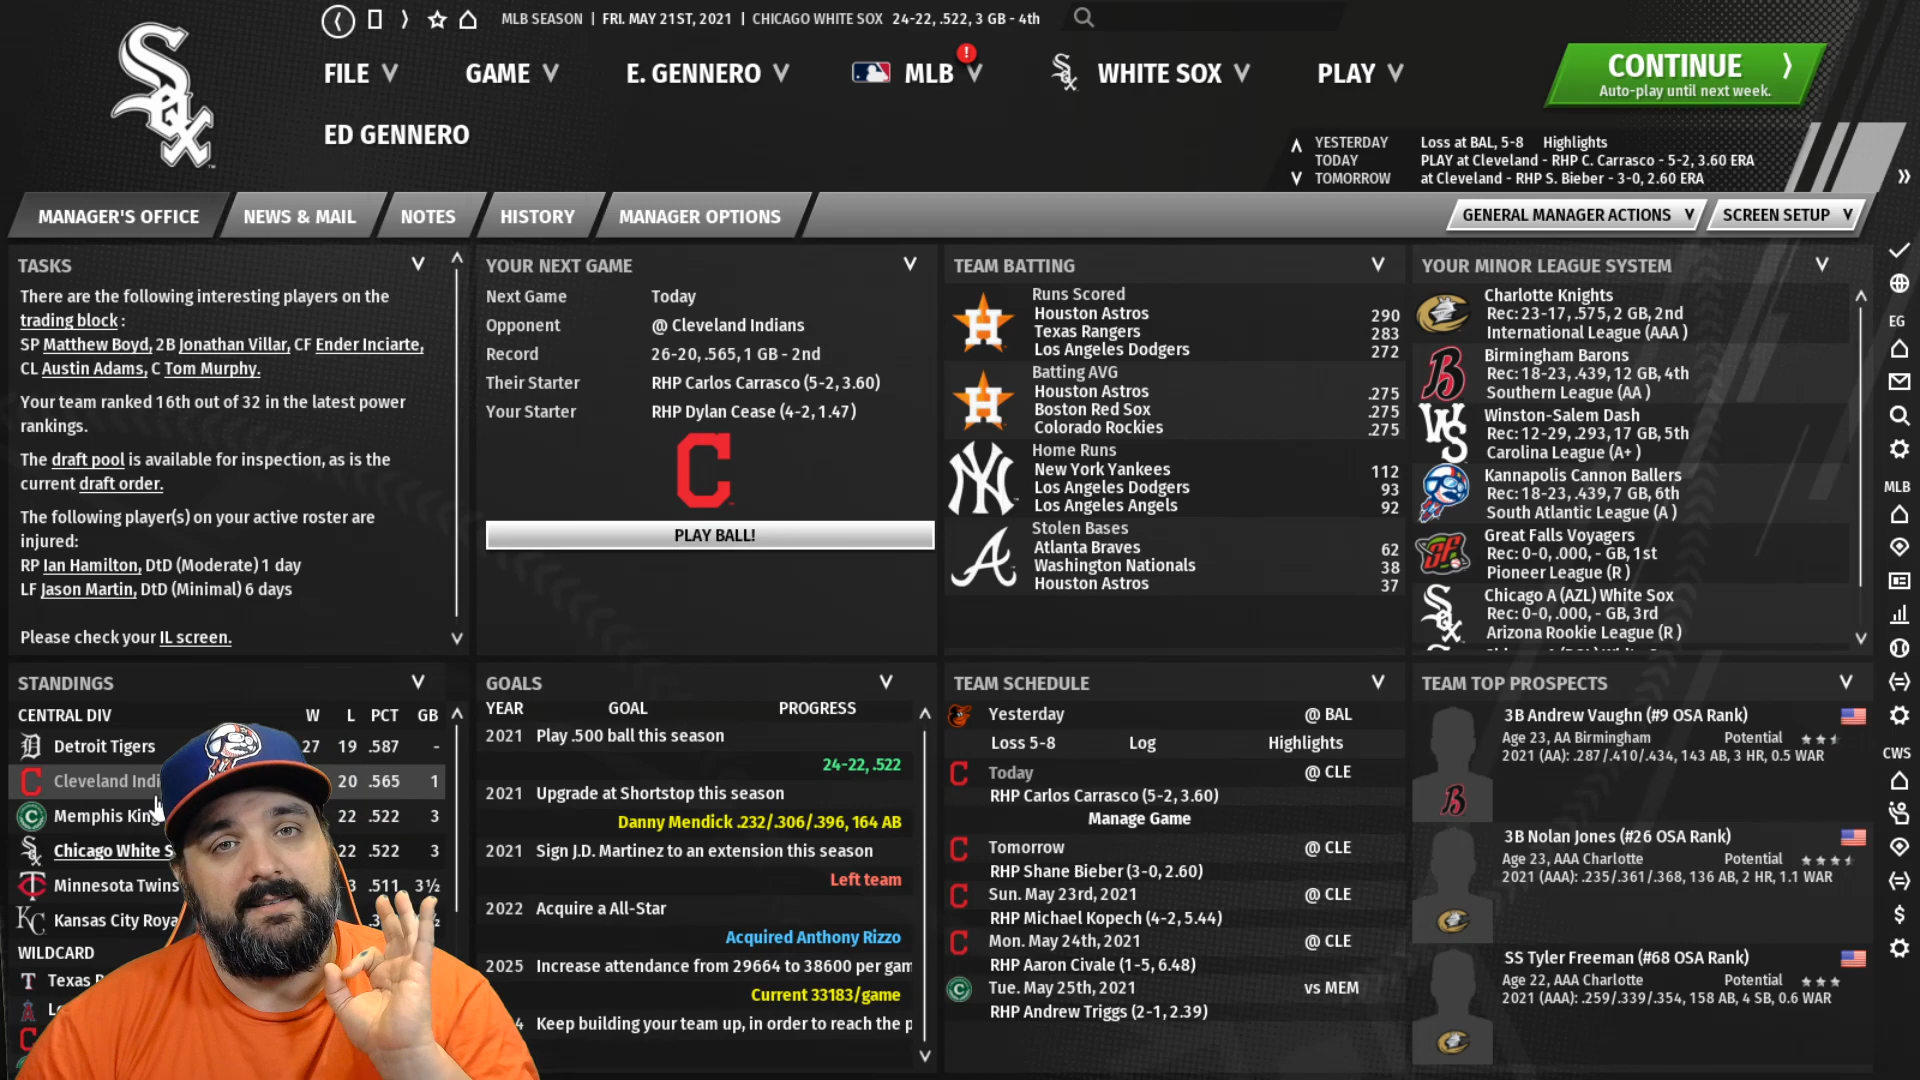 MLB SEASON | FRI. MAY 21ST, 2021 | CHICAGO WHITE SOX 24-22, .522, 3 GB - 4th
FILE GAME E. GENNERO MLB WHITE SOX PLAY
CONTINUE
Auto-play until next week.
ED GENNERO
YESTERDAY Loss at BAL, 5-8 Highlights
TODAY PLAY at Cleveland - RHP C. Carrasco - 5-2, 3.60 ERA
TOMORROW at Cleveland - RHP S. Bieber - 3-0, 2.60 ERA
MANAGER'S OFFICE NEWS & MAIL NOTES HISTORY MANAGER OPTIONS
GENERAL MANAGER ACTIONS SCREEN SETUP
TASKS
There are the following interesting players on the
trading block :
SP Matthew Boyd, 2B Jonathan Villar, CF Ender Inciarte,
CL Austin Adams, C Tom Murphy.
Your team ranked 16th out of 32 in the latest power
rankings.
The draft pool is available for inspection, as is the
current draft order.
The following player(s) on your active roster are
injured:
RP Ian Hamilton, DtD (Moderate) 1 day
LF Jason Martin, DtD (Minimal) 6 days
Please check your IL screen.
YOUR NEXT GAME
Next Game Today
Opponent @ Cleveland Indians
Record 26-20, .565, 1 GB - 2nd
Their Starter RHP Carlos Carrasco (5-2, 3.60)
Your Starter RHP Dylan Cease (4-2, 1.47)
PLAY BALL!
TEAM BATTING
Runs Scored
Houston Astros 290
Texas Rangers 283
Los Angeles Dodgers 272
Batting AVG
Houston Astros .275
Boston Red Sox .275
Colorado Rockies .275
Home Runs
New York Yankees 112
Los Angeles Dodgers 93
Los Angeles Angels 92
Stolen Bases
Atlanta Braves 62
Washington Nationals 38
Houston Astros 37
YOUR MINOR LEAGUE SYSTEM
Charlotte Knights
Rec: 23-17, .575, 2 GB, 2nd
International League (AAA )
Birmingham Barons
Rec: 18-23, .439, 12 GB, 4th
Southern League (AA )
Winston-Salem Dash
Rec: 12-29, .293, 17 GB, 5th
Carolina League (A+ )
Kannapolis Cannon Ballers
Rec: 18-23, .439, 7 GB, 6th
South Atlantic League (A )
Great Falls Voyagers
Rec: 0-0, .000, - GB, 1st
Pioneer League (R )
Chicago A (AZL) White Sox
Rec: 0-0, .000, - GB, 3rd
Arizona Rookie League (R )
EG
MLB
CWS
STANDINGS
CENTRAL DIV W L PCT GB
Detroit Tigers 27 19 .587 -
Cleveland Indi 20 .565 1
Memphis King 22 .522 3
Chicago White S 22 .522 3
Minnesota Twins 3 .511 3½
Kansas City Roya
WILDCARD
Texas
GOALS
YEAR GOAL PROGRESS
2021 Play .500 ball this season
24-22, .522
2021 Upgrade at Shortstop this season
Danny Mendick .232/.306/.396, 164 AB
2021 Sign J.D. Martinez to an extension this season
Left team
2022 Acquire a All-Star
Acquired Anthony Rizzo
2025 Increase attendance from 29664 to 38600 per gam
Current 33183/game
4 Keep building your team up, in order to reach the p
TEAM SCHEDULE
Yesterday @ BAL
Loss 5-8 Log Highlights
Today @ CLE
RHP Carlos Carrasco (5-2, 3.60)
Manage Game
Tomorrow @ CLE
RHP Shane Bieber (3-0, 2.60)
Sun. May 23rd, 2021 @ CLE
RHP Michael Kopech (4-2, 5.44)
Mon. May 24th, 2021 @ CLE
RHP Aaron Civale (1-5, 6.48)
Tue. May 25th, 2021 vs MEM
RHP Andrew Triggs (2-1, 2.39)
TEAM TOP PROSPECTS
3B Andrew Vaughn (#9 OSA Rank)
Age 23, AA Birmingham Potential
2021 (AA): .287/.410/.434, 143 AB, 3 HR, 0.5 WAR
3B Nolan Jones (#26 OSA Rank)
Age 23, AAA Charlotte Potential
2021 (AAA): .235/.361/.368, 136 AB, 2 HR, 1.1 WAR
SS Tyler Freeman (#68 OSA Rank)
Age 22, AAA Charlotte Potential
2021 (AAA): .259/.339/.354, 158 AB, 4 SB, 0.6 WAR